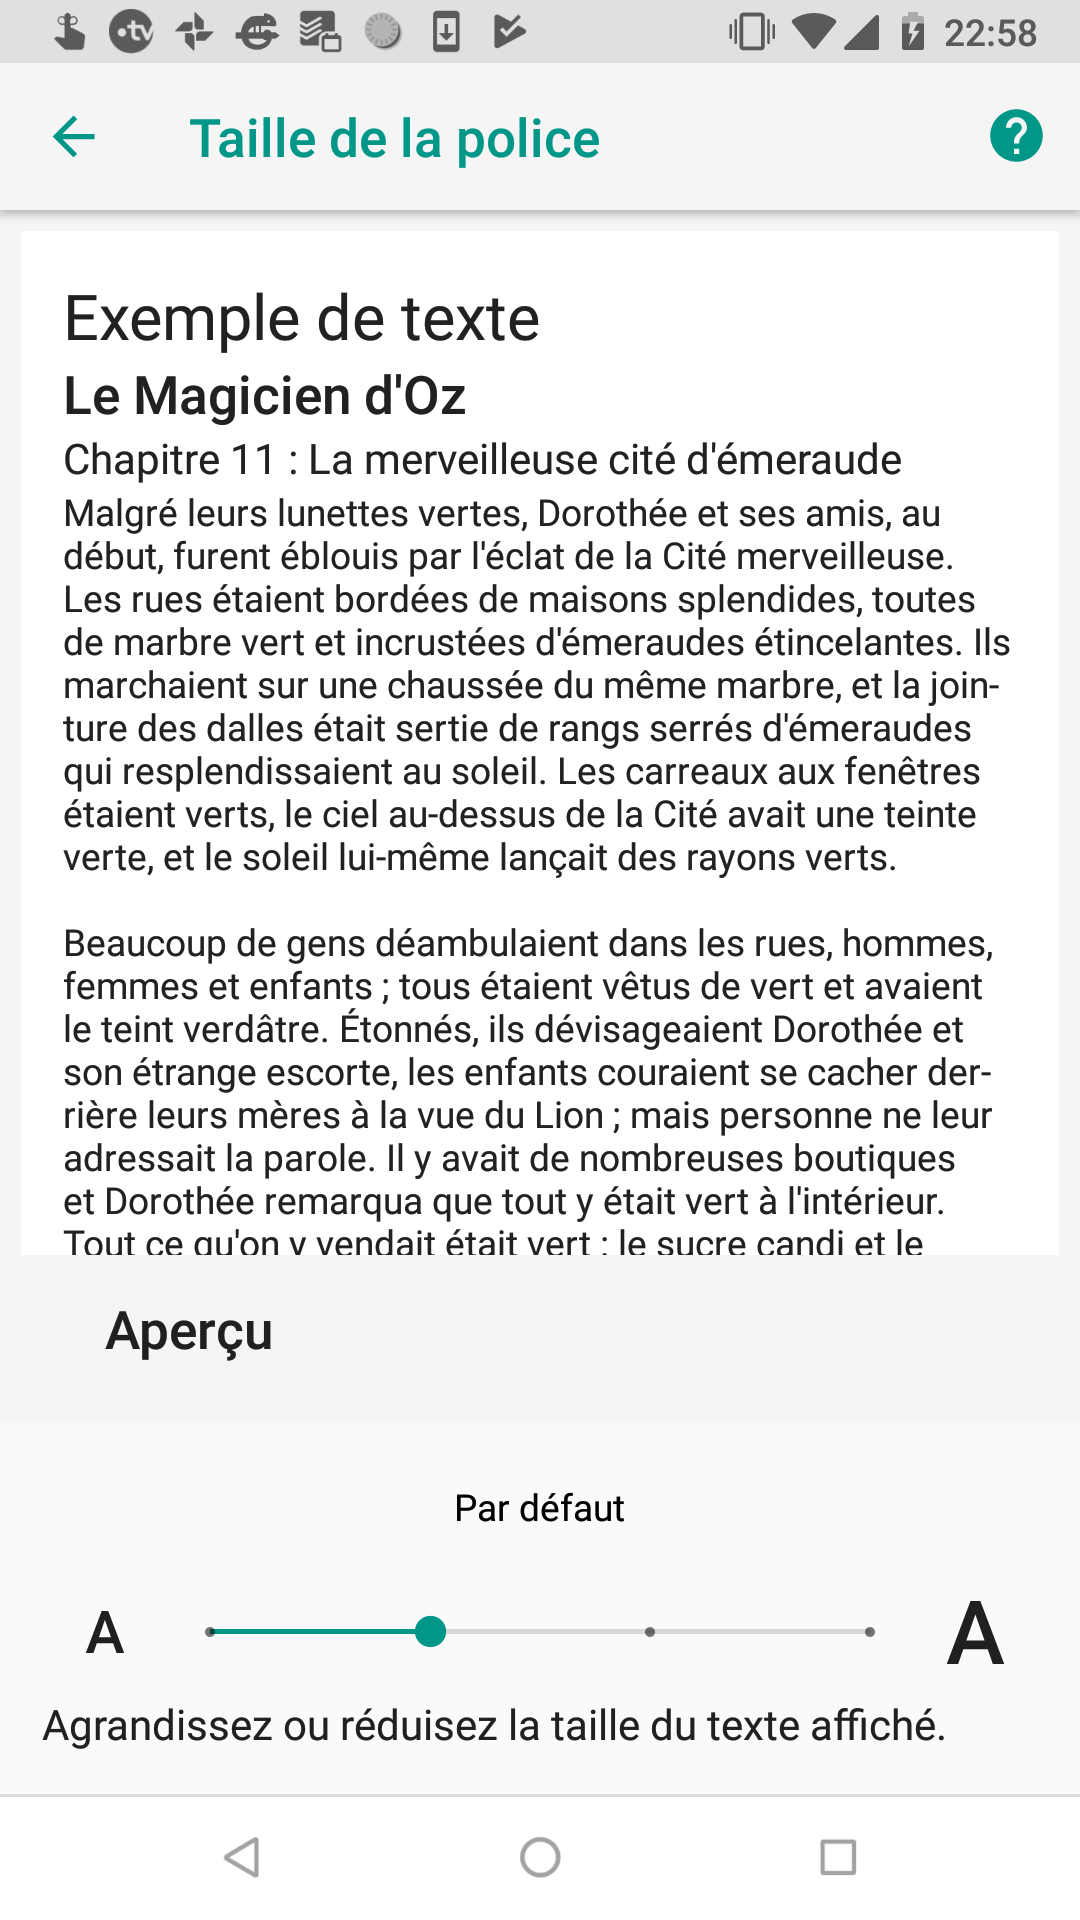 •tv
22:58
Taille de la police
?
Exemple de texte
Le Magicien d'Oz
Chapitre 11 : La merveilleuse cité d'émeraude
Malgré leurs lunettes vertes, Dorothée et ses amis, au
début, furent éblouis par l'éclat de la Cité merveilleuse.
Les rues étaient bordées de maisons splendides, toutes
de marbre vert et incrustées d'émeraudes étincelantes. Ils
marchaient sur une chaussée du même marbre, et la join-
ture des dalles était sertie de rangs serrés d'émeraudes
qui resplendissaient au soleil. Les carreaux aux fenêtres
étaient verts, le ciel au-dessus de la Cité avait une teinte
verte, et le soleil lui-même lançait des rayons verts.
Beaucoup de gens déambulaient dans les rues, hommes,
femmes et enfants ; tous étaient vêtus de vert et avaient
le teint verdâtre. Étonnés, ils dévisageaient Dorothée et
son étrange escorte, les enfants couraient se cacher der-
rière leurs mères à la vue du Lion ; mais personne ne leur
adressait la parole. Il y avait de nombreuses boutiques
et Dorothée remarqua que tout y était vert à l'intérieur.
Tout ce qu'on y vendait était vert : le sucre candi et le
Aperçu
Par défaut
A A
Agrandissez ou réduisez la taille du texte affiché.